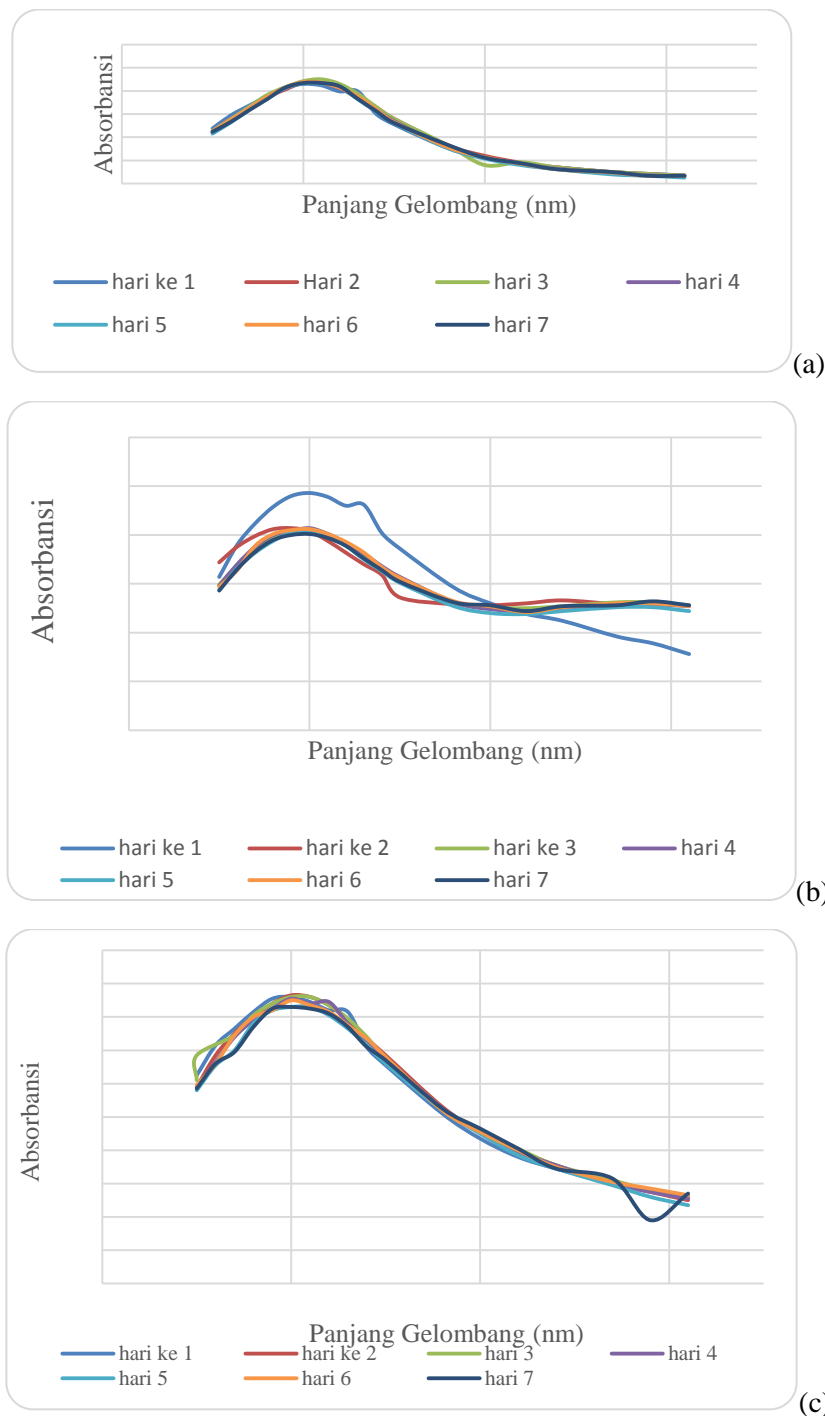 Absorbansi
Panjang Gelombang (nm)
hari ke 1 Hari 2 hari 3 hari 4
hari 5 hari 6 hari 7
(a)
Absorbansi
Panjang Gelombang (nm)
hari ke 1 hari ke 2 hari ke 3 hari 4
hari 5 hari 6 hari 7
(b)
Absorbansi
Panjang Gelombang (nm)
hari ke 1 hari ke 2 hari 3 hari 4
hari 5 hari 6 hari 7
(c)